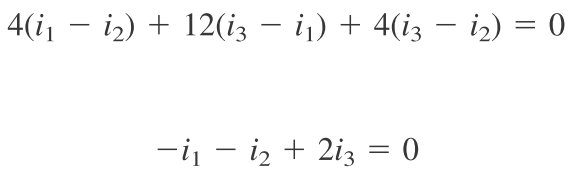 4(i₁ − i₂) + 12(i₃ − i₁) + 4(i₃ − i₂) = 0
−i₁ − i₂ + 2i₃ = 0